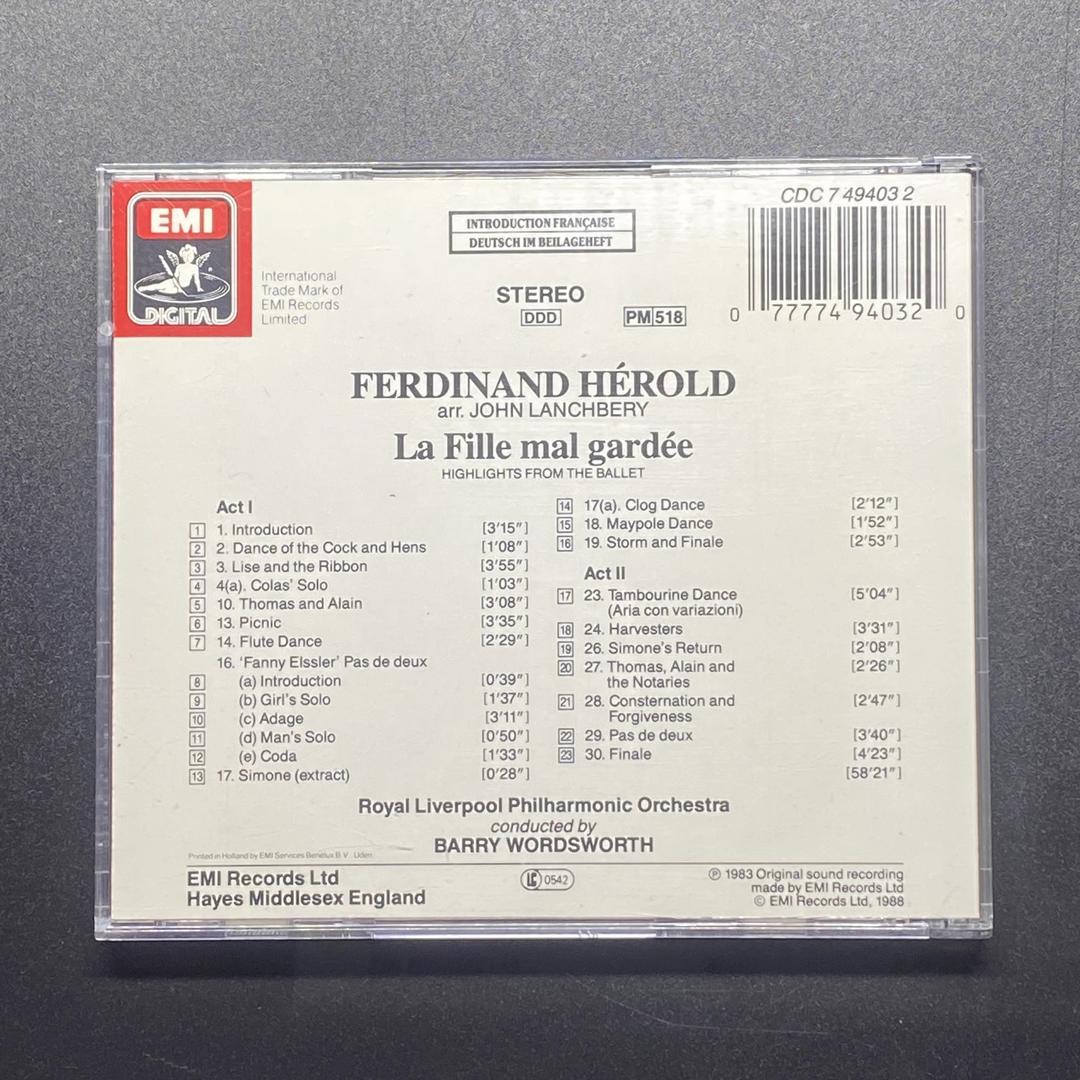 EMI
DIGITAL
International
Trade Mark of
EMI Records
Limited
INTRODUCTION FRANÇAISE
DEUTSCH IM BEILAGEHEFT
STEREO
DDD
PM 518
CDC 7 49403 2
0 77774 94032 0
FERDINAND HÉROLD
arr. JOHN LANCHBERY
La Fille mal gardée
HIGHLIGHTS FROM THE BALLET
Act I
1 1. Introduction [3'15"]
2 2. Dance of the Cock and Hens [1'08"]
3 3. Lise and the Ribbon [3'55"]
4 4(a). Colas' Solo [1'03"]
5 10. Thomas and Alain [3'08"]
6 13. Picnic [3'35"]
7 14. Flute Dance [2'29"]
16. 'Fanny Elssler' Pas de deux
8 (a) Introduction [0'39"]
9 (b) Girl's Solo [1'37"]
10 (c) Adage [3'11"]
11 (d) Man's Solo [0'50"]
12 (e) Coda [1'33"]
13 17. Simone (extract) [0'28"]
14 17(a). Clog Dance [2'12"]
15 18. Maypole Dance [1'52"]
16 19. Storm and Finale [2'53"]
Act II
17 23. Tambourine Dance [5'04"]
(Aria con variazioni)
18 24. Harvesters [3'31"]
19 26. Simone's Return [2'08"]
20 27. Thomas, Alain and [2'26"]
the Notaries
21 28. Consternation and [2'47"]
Forgiveness
22 29. Pas de deux [3'40"]
23 30. Finale [4'23"]
[58'21"]
Royal Liverpool Philharmonic Orchestra
conducted by
BARRY WORDSWORTH
Printed in Holland by EMI Services Benelux B.V. Uden
EMI Records Ltd
Hayes Middlesex England
LC 0542
℗ 1983 Original sound recording
made by EMI Records Ltd
© EMI Records Ltd, 1988